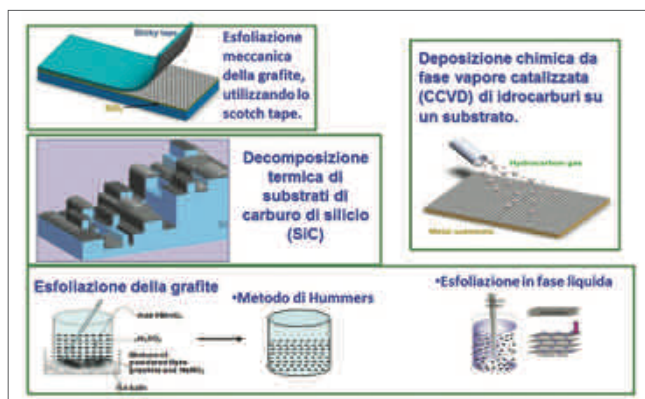 Sticky tape
Esfoliazione
meccanica
della grafite,
utilizzando lo
scotch tape.
Deposizione chimica da
fase vapore catalizzata
(CCVD) di idrocarburi su
un substrato.
Hydrocarbon gas
Metal substrate
Decomposizione
termica di
substrati di
carburo di silicio
(SiC)
Esfoliazione della grafite
•Metodo di Hummers
•Esfoliazione in fase liquida